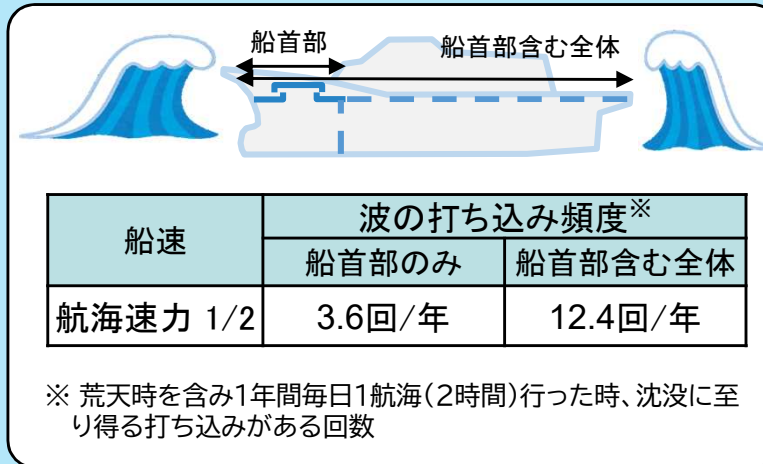 船首部
船首部含む全体
船速
波の打ち込み頻度※
船首部のみ
船首部含む全体
航海速力 1/2
3.6回/年
12.4回/年
※ 荒天時を含み1年間毎日1航海(2時間)行った時、沈没に至
り得る打ち込みがある回数